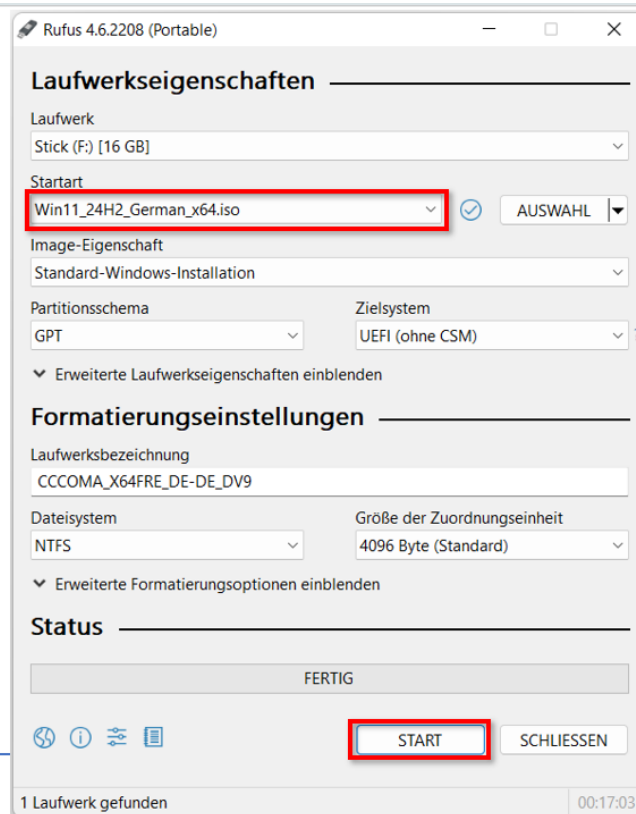 Rufus 4.6.2208 (Portable)
Laufwerkseigenschaften
Laufwerk
Stick (F:) [16 GB]
Startart
Win11_24H2_German_x64.iso
AUSWAHL
Image-Eigenschaft
Standard-Windows-Installation
Partitionsschema
Zielsystem
GPT
UEFI (ohne CSM)
Erweiterte Laufwerkseigenschaften einblenden
Formatierungseinstellungen
Laufwerksbezeichnung
CCCOMA_X64FRE_DE-DE_DV9
Dateisystem
Größe der Zuordnungseinheit
NTFS
4096 Byte (Standard)
Erweiterte Formatierungsoptionen einblenden
Status
FERTIG
START
SCHLIESSEN
1 Laufwerk gefunden
00:17:03